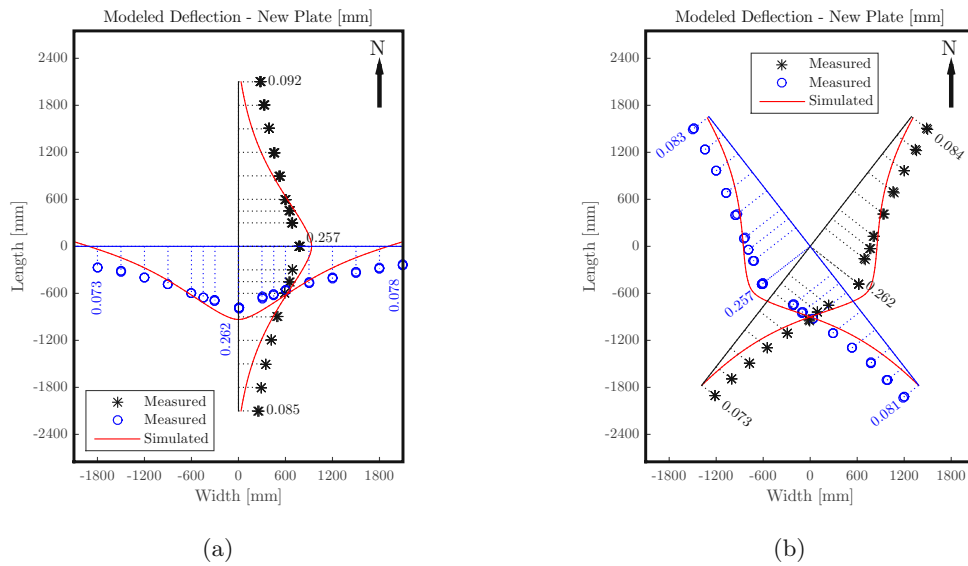 Modeled Deflection - New Plate [mm]
N
2400
1800
1200
600
0
-600
-1200
-1800
-2400
Length [mm]
0.092
0.257
0.073
0.078
0.262
0.085
Measured
Measured
Simulated
-1800 -1200 -600 0 600 1200 1800
Width [mm]
(a)
Modeled Deflection - New Plate [mm]
N
Measured
Measured
Simulated
2400
1800
1200
600
0
-600
-1200
-1800
-2400
Length [mm]
0.083
0.084
0.257
0.262
0.073
0.081
-1800 -1200 -600 0 600 1200 1800
Width [mm]
(b)